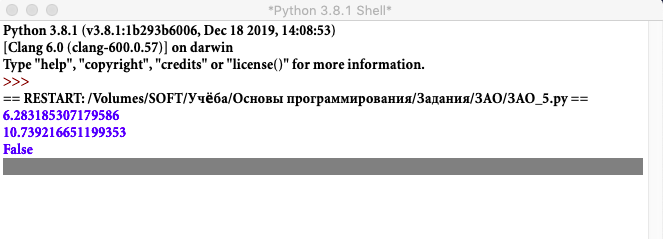 *Python 3.8.1 Shell*
Python 3.8.1 (v3.8.1:1b293b6006, Dec 18 2019, 14:08:53)
[Clang 6.0 (clang-600.0.57)] on darwin
Type "help", "copyright", "credits" or "license()" for more information.
>>>
== RESTART: /Volumes/SOFT/Учёба/Основы программирования/Задания/ЗАО/ЗАО_5.py ==
6.283185307179586
10.739216651199353
False